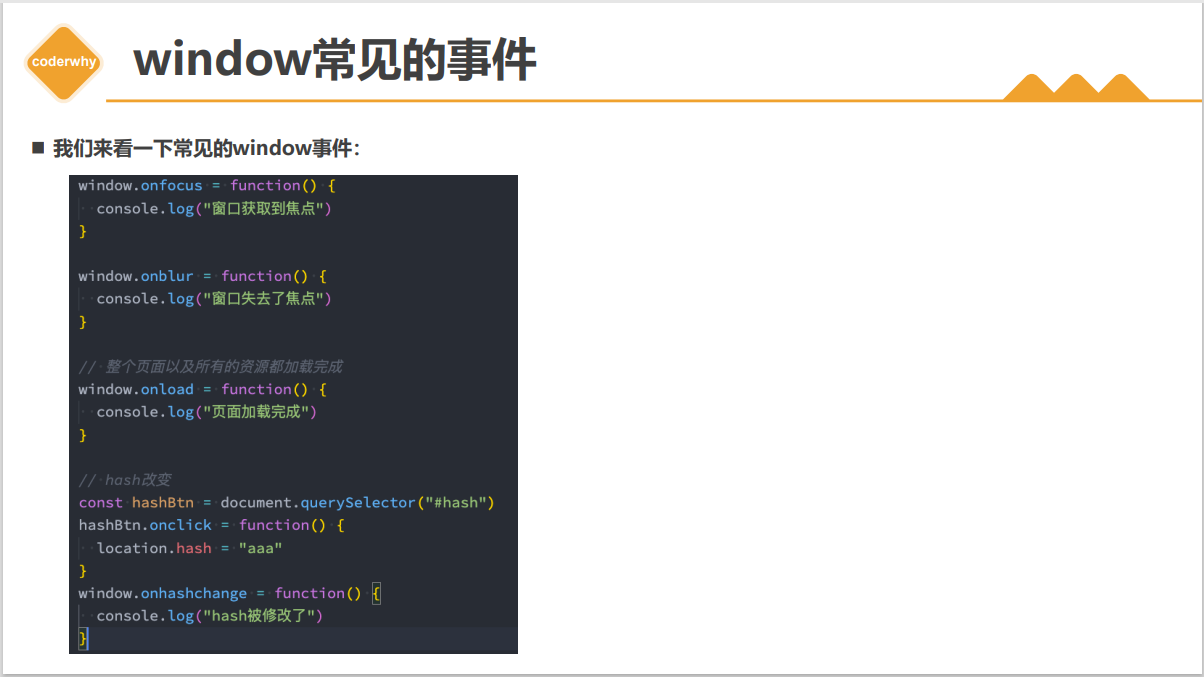 coderwhy
window常见的事件
我们来看一下常见的window事件：
window.onfocus = function() {
  console.log("窗口获取到焦点")
}
window.onblur = function() {
  console.log("窗口失去了焦点")
}
// 整个页面以及所有的资源都加载完成
window.onload = function() {
  console.log("页面加载完成")
}
// hash改变
const hashBtn = document.querySelector("#hash")
hashBtn.onclick = function() {
  location.hash = "aaa"
}
window.onhashchange = function() {
  console.log("hash被修改了")
}